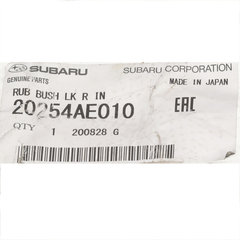 SUBARU SUBARU CORPORATION
GENUINE PARTS MADE IN JAPAN
RUB BUSH LK R IN
20254AE010 EAC
QTY 1 200828 G